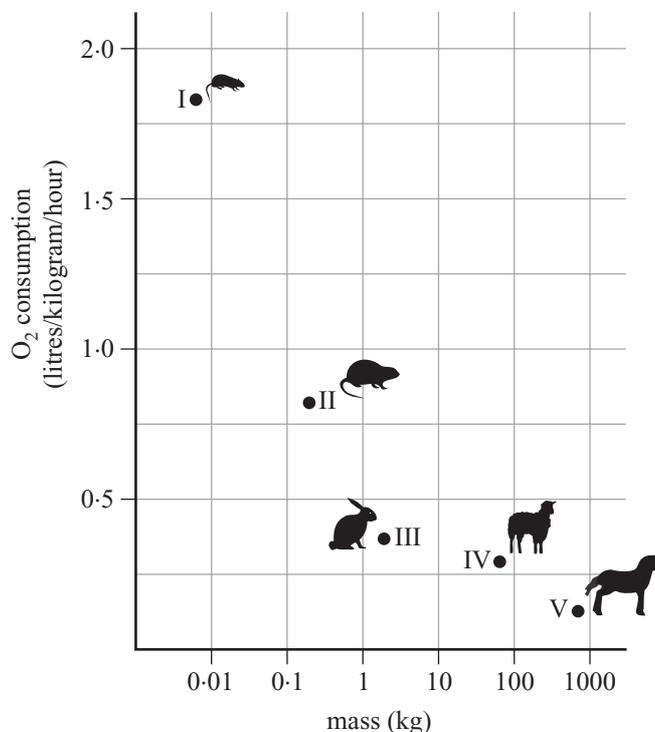 2·0
I
1·5
O₂ consumption
(litres/kilogram/hour)
1·0
II
0·5
III
IV
V
0·01 0·1 1 10 100 1000
mass (kg)